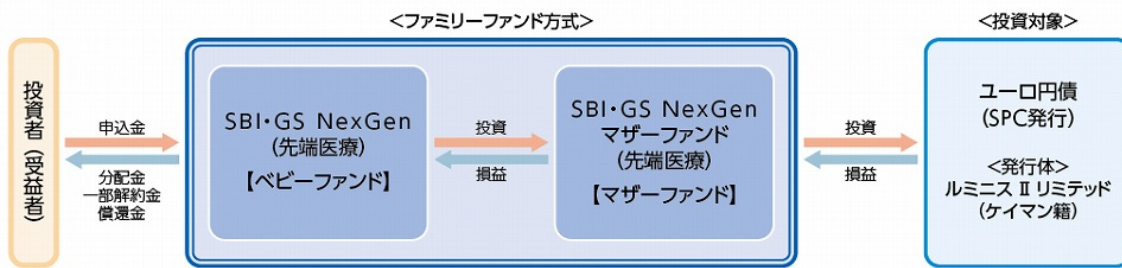 ＜ファミリーファンド方式＞
＜投資対象＞
投資者（受益者）
申込金
分配金
一部解約金
償還金
SBI・GS NexGen
(先端医療)
【ベビーファンド】
投資
損益
SBI・GS NexGen
マザーファンド
(先端医療)
【マザーファンド】
投資
損益
ユーロ円債
(SPC発行)
＜発行体＞
ルミニス Ⅱ リミテッド
(ケイマン籍)